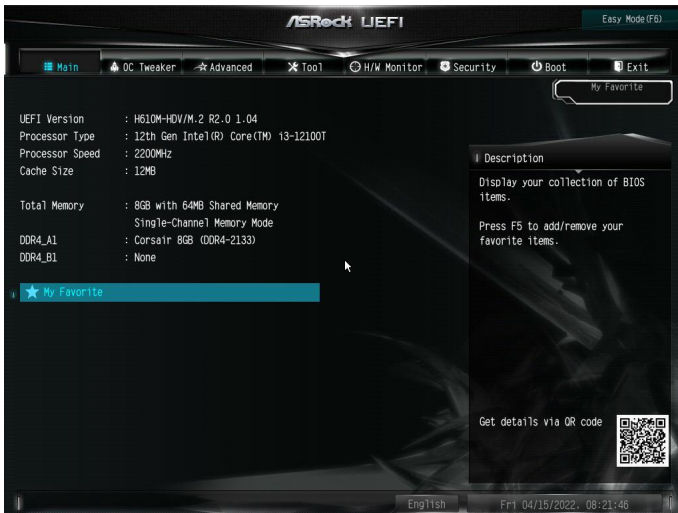 ASRock UEFI
Easy Mode(F6)
Main
OC Tweaker
Advanced
Tool
H/W Monitor
Security
Boot
Exit
My Favorite
UEFI Version : H610M-HDV/M.2 R2.0 1.04
Processor Type : 12th Gen Intel(R) Core(TM) i3-12100T
Processor Speed : 2200MHz
Cache Size : 12MB
Total Memory : 8GB with 64MB Shared Memory
Single-Channel Memory Mode
DDR4_A1 : Corsair 8GB (DDR4-2133)
DDR4_B1 : None
My Favorite
Description
Display your collection of BIOS
items.
Press F5 to add/remove your
favorite items.
Get details via QR code
English
Fri 04/15/2022, 08:21:46